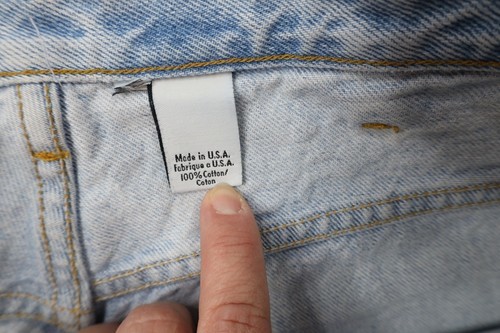 Made in U.S.A.
Fabrique a U.S.A.
100% Cotton/
Coton